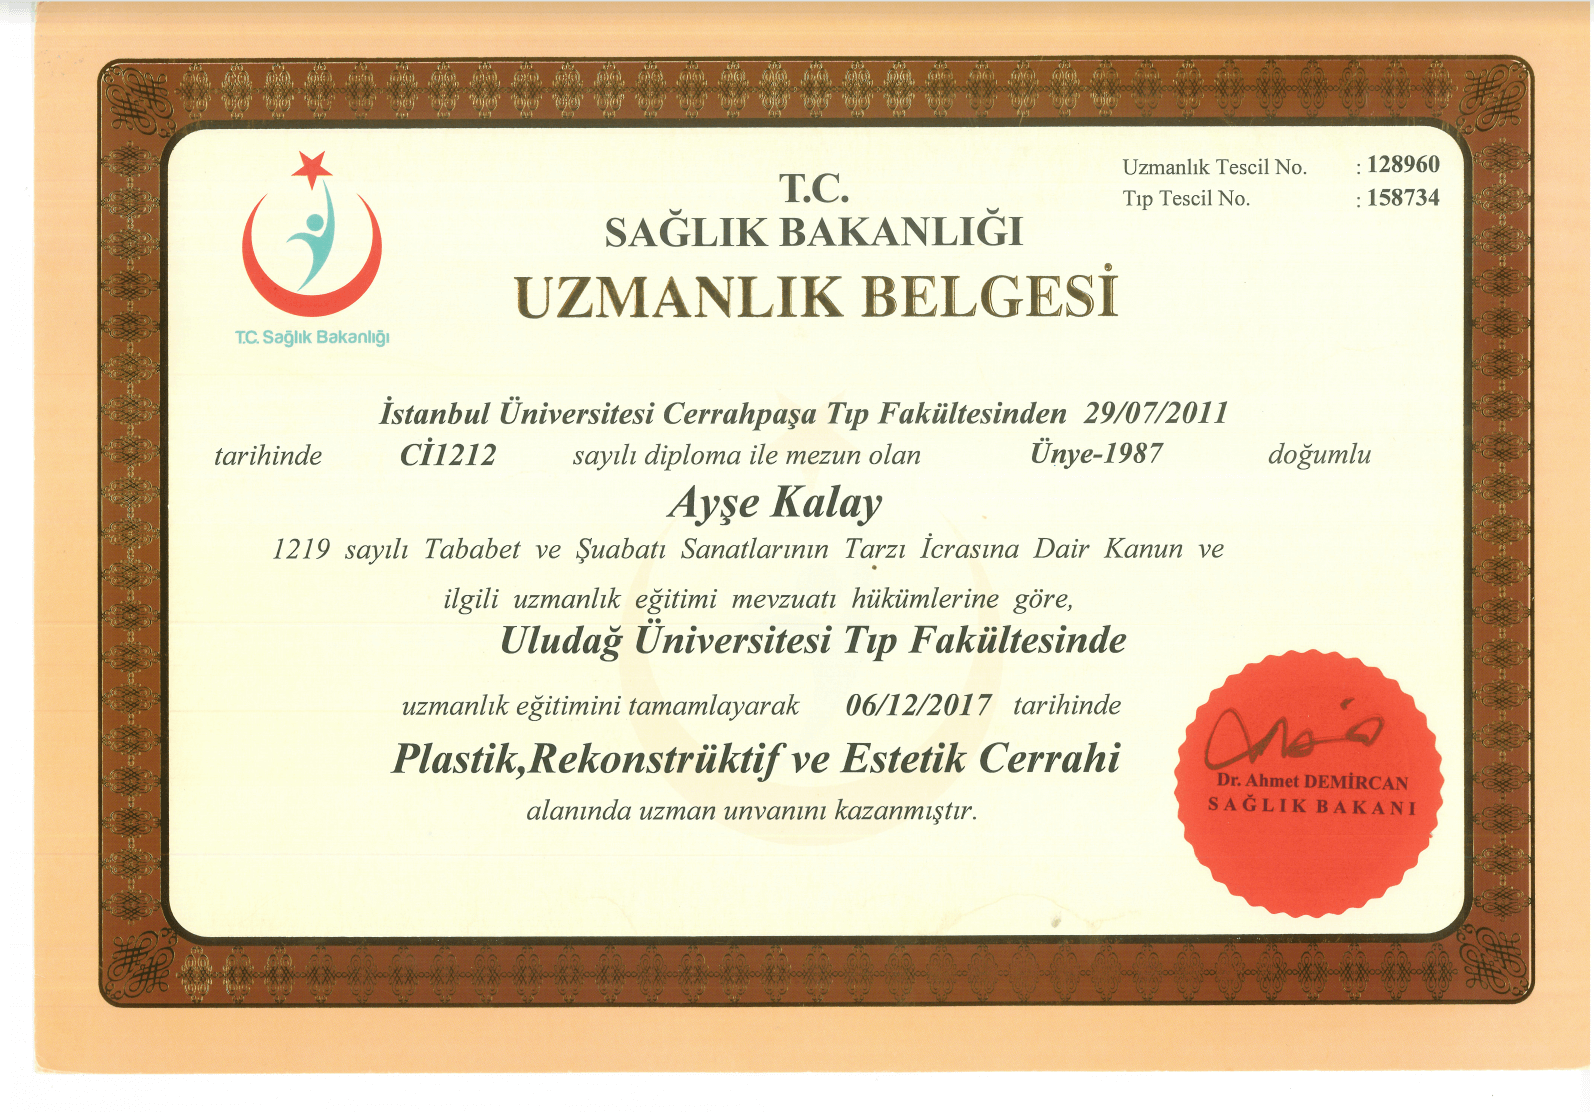 Uzmanlık Tescil No. : 128960
Tıp Tescil No. : 158734
T.C.
SAĞLIK BAKANLIĞI
UZMANLIK BELGESİ
T.C. Sağlık Bakanlığı
İstanbul Üniversitesi Cerrahpaşa Tıp Fakültesinden 29/07/2011
tarihinde Cİ1212 sayılı diploma ile mezun olan Ünye-1987 doğumlu
Ayşe Kalay
1219 sayılı Tababet ve Şuabatı Sanatlarının Tarzı İcrasına Dair Kanun ve
ilgili uzmanlık eğitimi mevzuatı hükümlerine göre,
Uludağ Üniversitesi Tıp Fakültesinde
uzmanlık eğitimini tamamlayarak 06/12/2017 tarihinde
Plastik,Rekonstrüktif ve Estetik Cerrahi
alanında uzman unvanını kazanmıştır.
Dr. Ahmet DEMİRCAN
SAĞLIK BAKANI